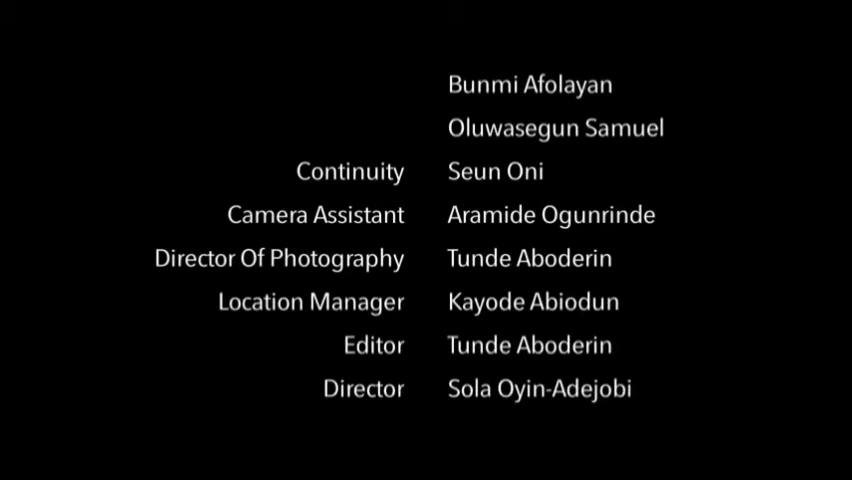 Bunmi Afolayan
Oluwasegun Samuel
Continuity Seun Oni
Camera Assistant Aramide Ogunrinde
Director Of Photography Tunde Aboderin
Location Manager Kayode Abiodun
Editor Tunde Aboderin
Director Sola Oyin-Adejobi